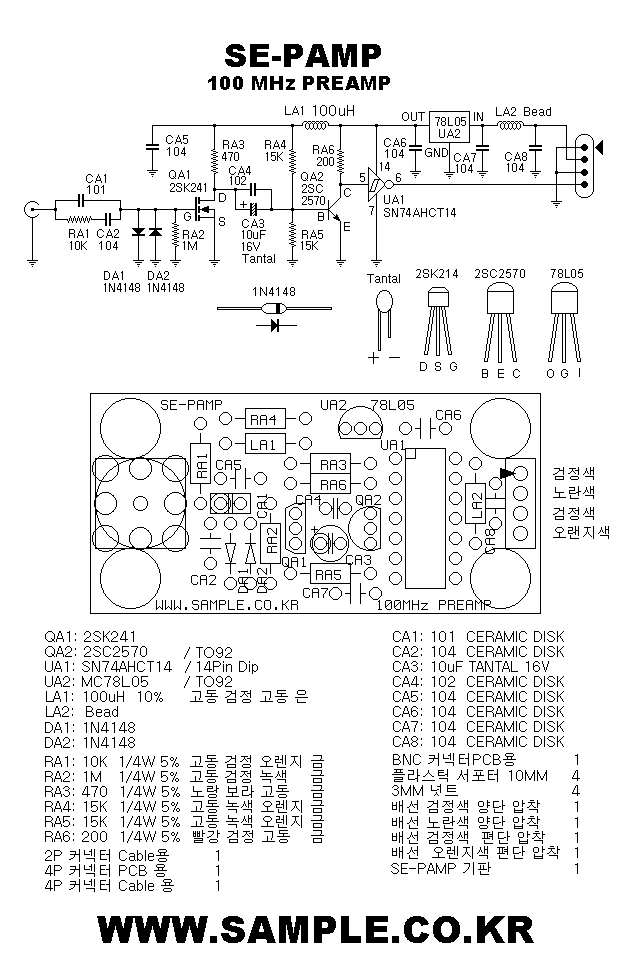 SE-PAMP
100 MHz PREAMP
LA1 100uH
OUT
78L05
UA2
IN
LA2 Bead
GND
CA5
104
RA3
470
RA4
15K
RA6
200
CA6
104
CA7
104
CA8
104
QA1
2SK241
CA4
102
QA2
2SC
2570
14
5
6
7
UA1
SN74AHCT14
CA1
101
RA1
10K
CA2
104
D
G
S
RA2
1M
+
CA3
10uF
16V
Tantal
B
C
E
RA5
15K
DA1
1N4148
DA2
1N4148
1N4148
Tantal
+ −
2SK214
D S G
2SC2570
B E C
78L05
O G I
SE-PAMP
RA4
LA1
UA2
78L05
CA6
UA1
RA1
CA5
RA3
RA6
CA1
CA4
QA2
LA2
CA8
CA2
DA1
DA2
RA2
QA1
+
CA3
RA5
CA7
WWW.SAMPLE.CO.KR
100MHz PREAMP
검정색
노란색
검정색
오랜지색
QA1: 2SK241
QA2: 2SC2570 / TO92
UA1: SN74AHCT14 / 14Pin Dip
UA2: MC78L05 / TO92
LA1: 100uH 10% 고동 검정 고동 은
LA2: Bead
DA1: 1N4148
DA2: 1N4148
RA1: 10K 1/4W 5% 고동 검정 오렌지 금
RA2: 1M 1/4W 5% 고동 검정 녹색 금
RA3: 470 1/4W 5% 노랑 보라 고동 금
RA4: 15K 1/4W 5% 고동 녹색 오렌지 금
RA5: 15K 1/4W 5% 고동 녹색 오렌지 금
RA6: 200 1/4W 5% 빨강 검정 고동 금
2P 커넥터 Cable용 1
4P 커넥터 PCB 용 1
4P 커넥터 Cable 용 1
CA1: 101 CERAMIC DISK
CA2: 104 CERAMIC DISK
CA3: 10uF TANTAL 16V
CA4: 102 CERAMIC DISK
CA5: 104 CERAMIC DISK
CA6: 104 CERAMIC DISK
CA7: 104 CERAMIC DISK
CA8: 104 CERAMIC DISK
BNC 커넥터PCB용 1
플라스틱 서포터 10MM 4
3MM 넛트 4
배선 검정색 양단 압착 1
배선 노란색 양단 압착 1
배선 검정색 편단 압착 1
배선 오렌지색 편단 압착 1
SE-PAMP 기판 1
WWW.SAMPLE.CO.KR